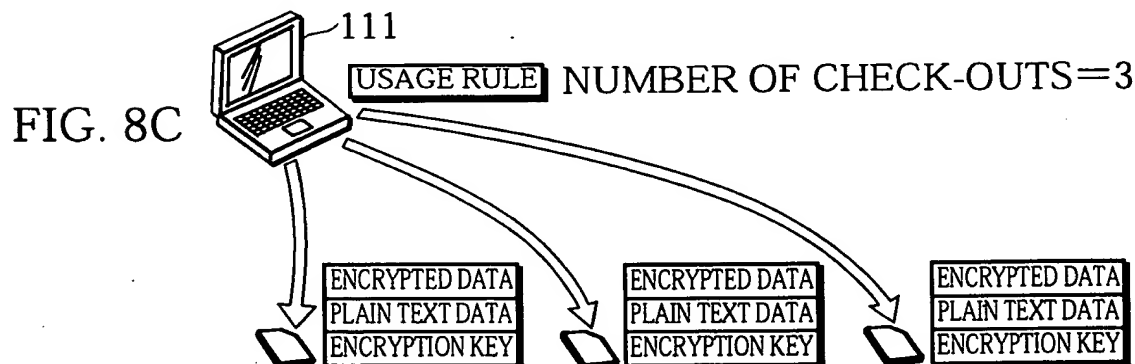 111
USAGE RULE NUMBER OF CHECK-OUTS=3
FIG. 8C
ENCRYPTED DATA ENCRYPTED DATA ENCRYPTED DATA
PLAIN TEXT DATA PLAIN TEXT DATA PLAIN TEXT DATA
ENCRYPTION KEY ENCRYPTION KEY ENCRYPTION KEY